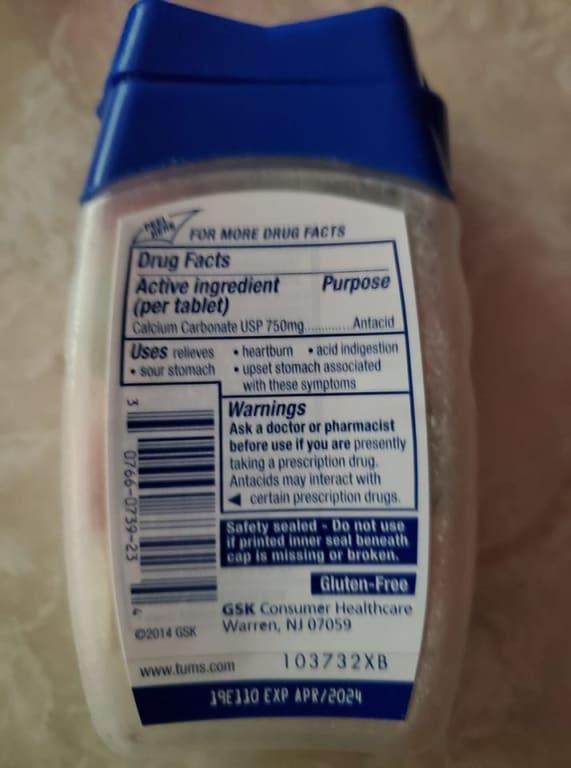 PEEL HERE
FOR MORE DRUG FACTS
Drug Facts
Active ingredient Purpose
(per tablet)
Calcium Carbonate USP 750mg.............Antacid
Uses relieves • heartburn • acid indigestion
• sour stomach • upset stomach associated
with these symptoms
Warnings
Ask a doctor or pharmacist
before use if you are presently
taking a prescription drug.
Antacids may interact with
certain prescription drugs.
Safety sealed - Do not use
if printed inner seal beneath
cap is missing or broken.
Gluten-Free
GSK Consumer Healthcare
Warren, NJ 07059
3 0766-0739-23 4
©2014 GSK
www.tums.com 103732XB
19E110 EXP APR/2024